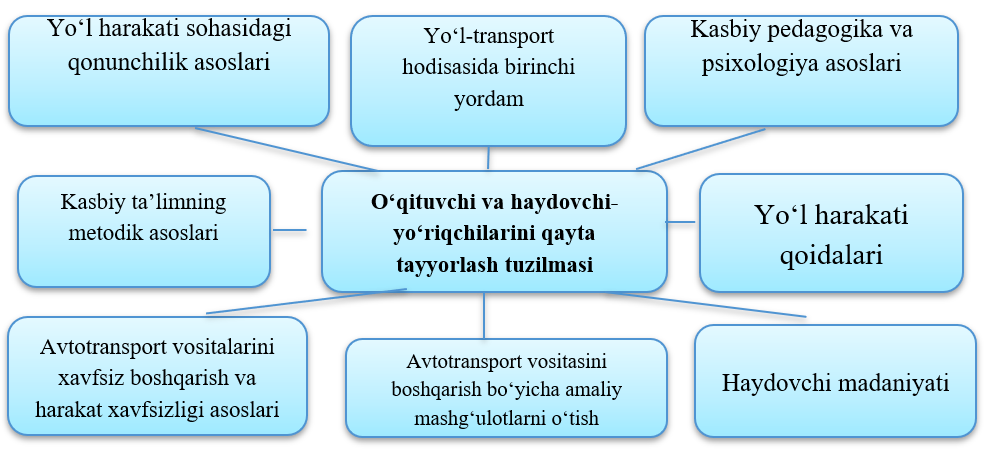 Yo‘l harakati sohasidagi
qonunchilik asoslari
Yo‘l-transport
hodisasida birinchi
yordam
Kasbiy pedagogika va
psixologiya asoslari
Kasbiy ta’limning
metodik asoslari
O‘qituvchi va haydovchi-
yo‘riqchilarini qayta
tayyorlash tuzilmasi
Yo‘l harakati
qoidalari
Avtotransport vositalarini
xavfsiz boshqarish va
harakat xavfsizligi asoslari
Avtotransport vositasini
boshqarish bo‘yicha amaliy
mashg‘ulotlarni o‘tish
Haydovchi madaniyati